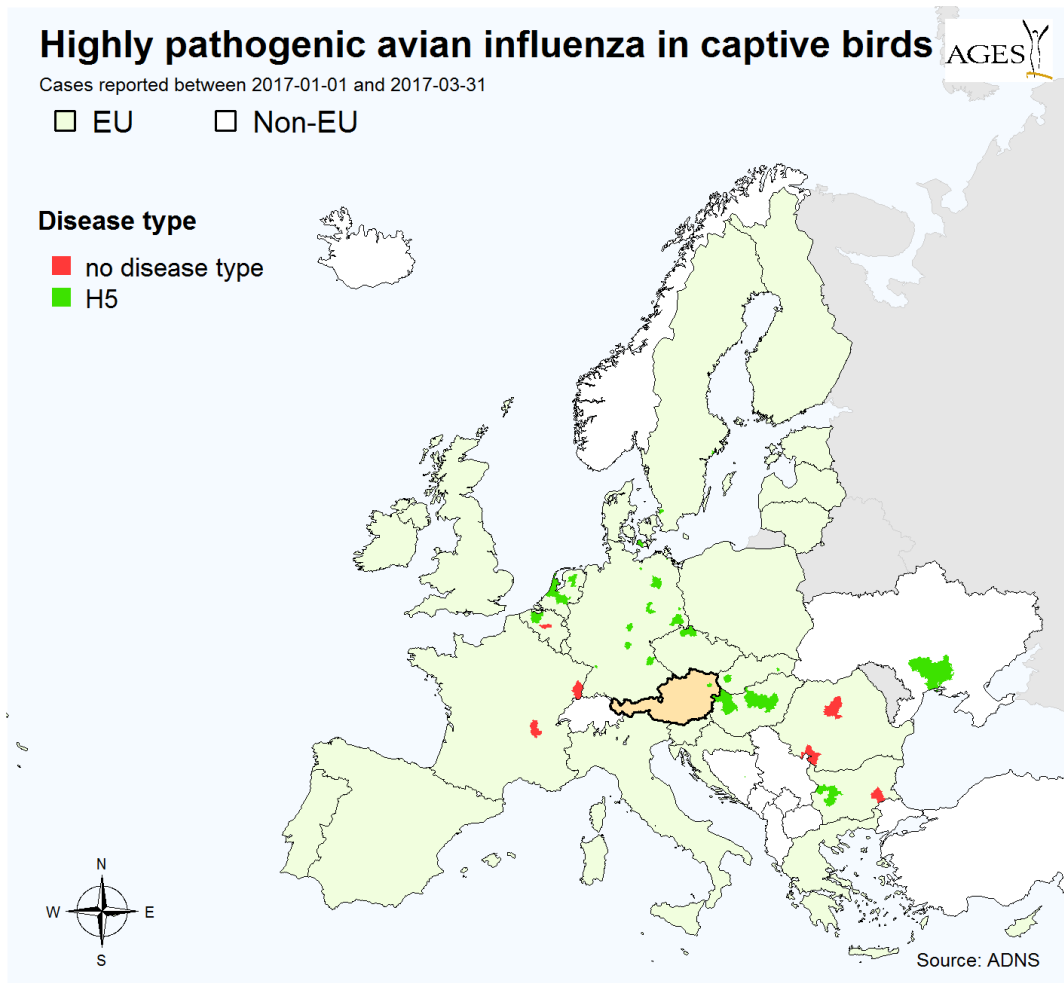 Highly pathogenic avian influenza in captive birds
AGES
Cases reported between 2017-01-01 and 2017-03-31
EU
Non-EU
Disease type
no disease type
H5
N
W
E
S
Source: ADNS